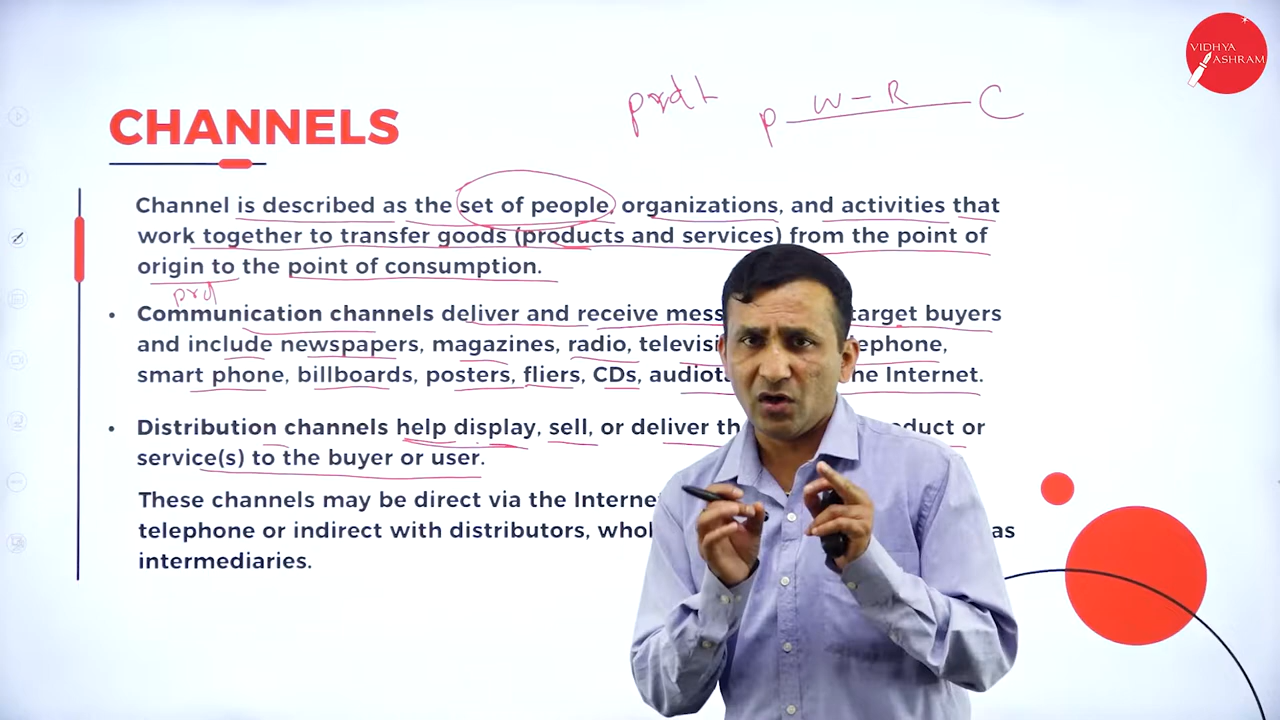 VIDHYA
ASHRAM
prdt
P W - R C
CHANNELS
Channel is described as the set of people, organizations, and activities that
work together to transfer goods (products and services) from the point of
origin to the point of consumption.
prd
• Communication channels deliver and receive mess target buyers
and include newspapers, magazines, radio, televisi ephone,
smart phone, billboards, posters, fliers, CDs, audiot he Internet.
• Distribution channels help display, sell, or deliver th duct or
service(s) to the buyer or user.
These channels may be direct via the Internet
telephone or indirect with distributors, whol as
intermediaries.